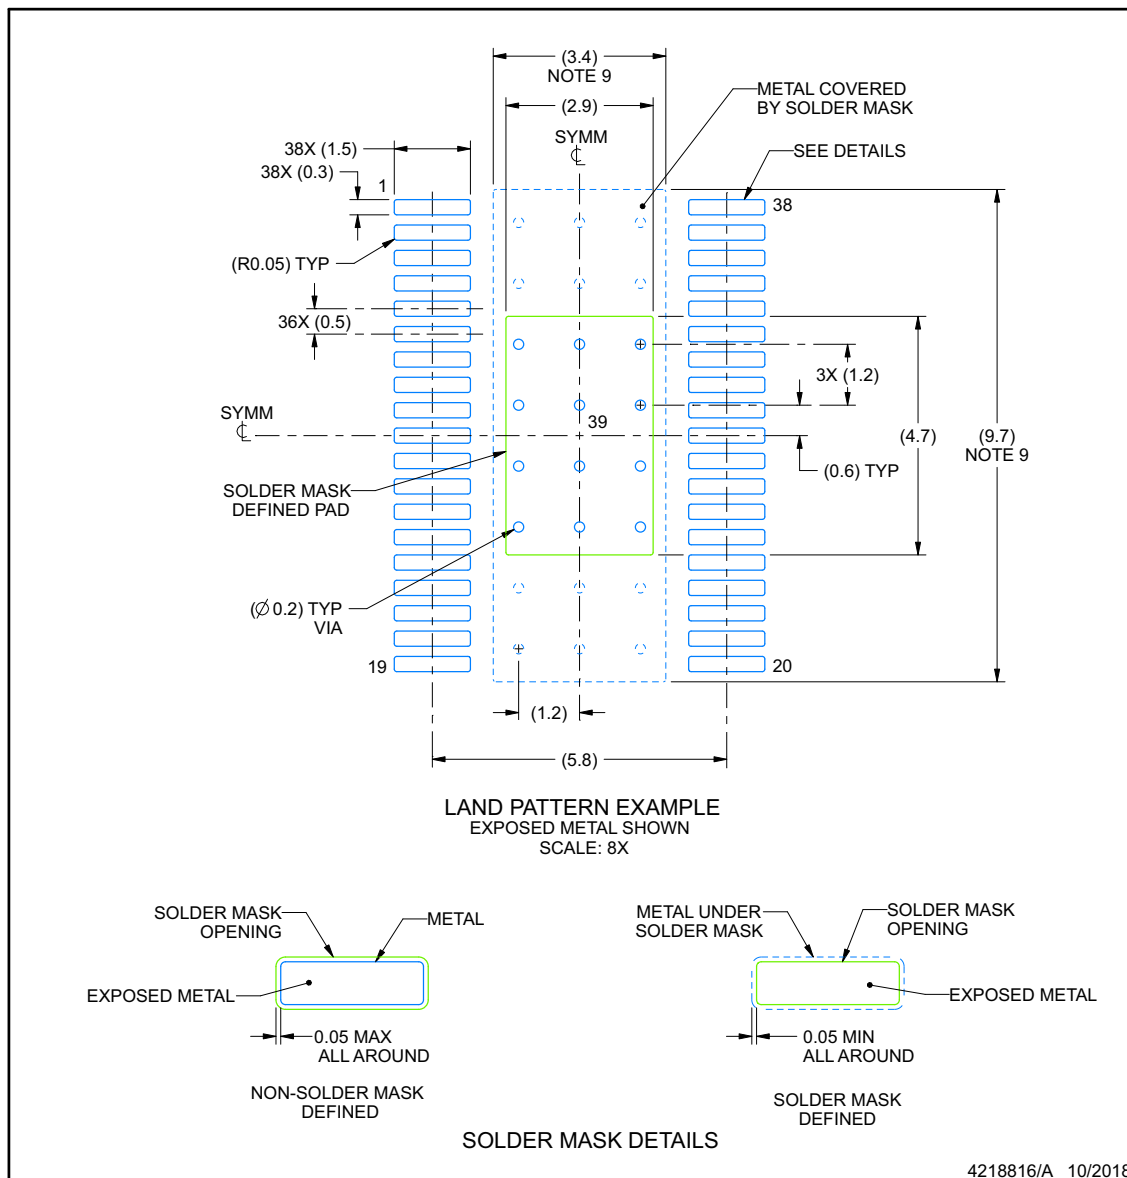 (3.4)
NOTE 9
METAL COVERED
BY SOLDER MASK
(2.9)
SYMM
38X (1.5)
SEE DETAILS
38X (0.3)
1
38
(R0.05) TYP
36X (0.5)
3X (1.2)
SYMM
39
(4.7)
(9.7)
NOTE 9
(0.6) TYP
SOLDER MASK
DEFINED PAD
(Ø 0.2) TYP
VIA
19
20
(1.2)
(5.8)
LAND PATTERN EXAMPLE
EXPOSED METAL SHOWN
SCALE: 8X
SOLDER MASK
OPENING
METAL
EXPOSED METAL
0.05 MAX
ALL AROUND
NON-SOLDER MASK
DEFINED
METAL UNDER
SOLDER MASK
SOLDER MASK
OPENING
EXPOSED METAL
0.05 MIN
ALL AROUND
SOLDER MASK
DEFINED
SOLDER MASK DETAILS
4218816/A 10/2018